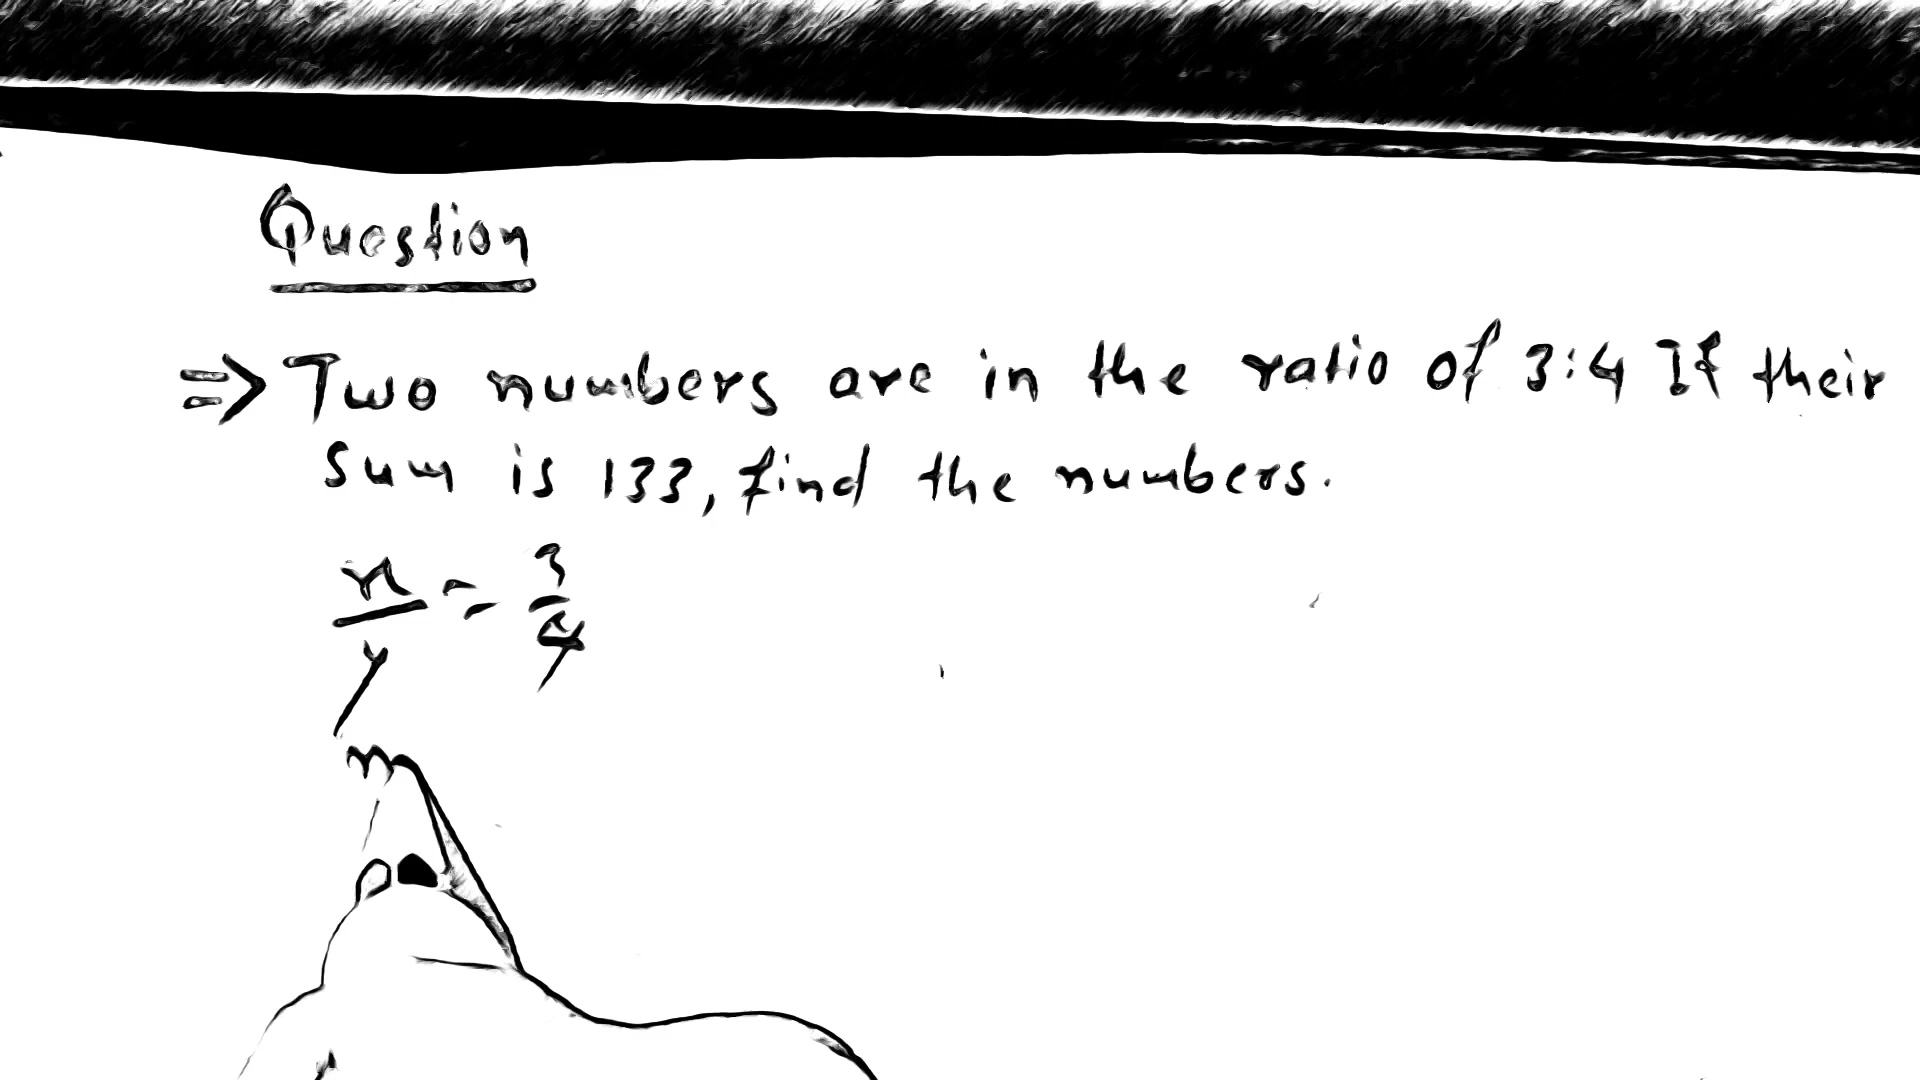 Question
=> Two numbers are in the ratio of 3:4 If their
sum is 133, find the numbers.
x/y = 3/4